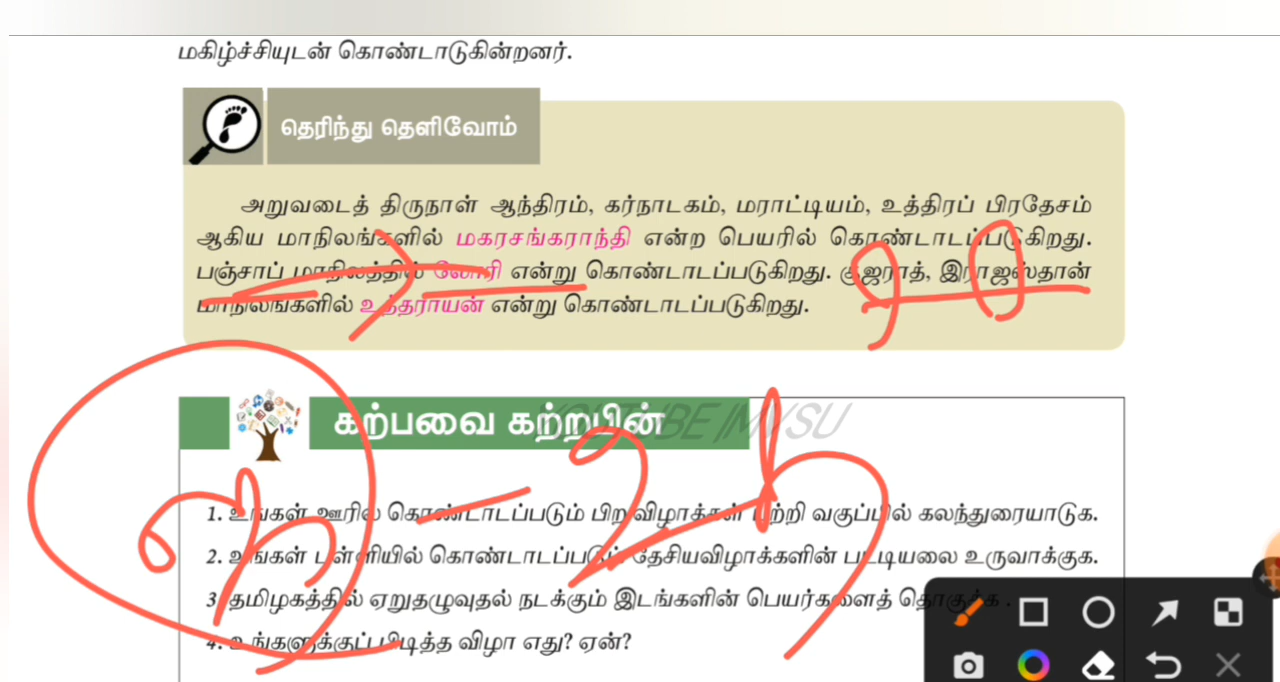 மகிழ்ச்சியுடன் கொண்டாடுகின்றனர்.
தெரிந்து தெளிவோம்
அறுவடைத் திருநாள் ஆந்திரம், கர்நாடகம், மராட்டியம், உத்திரப் பிரதேசம்
ஆகிய மாநிலங்களில் மகரசங்கராந்தி என்ற பெயரில் கொண்டாடப்படுகிறது.
பஞ்சாப் மாநிலத்தில் லோரி என்று கொண்டாடப்படுகிறது. குஜராத், இராஜஸ்தான்
மாநிலங்களில் உத்தராயன் என்று கொண்டாடப்படுகிறது.
கற்பவை கற்றபின்
1. உங்கள் ஊரில் கொண்டாடப்படும் பிற விழாக்கள் பற்றி வகுப்பில் கலந்துரையாடுக.
2. உங்கள் பள்ளியில் கொண்டாடப்படும் தேசியவிழாக்களின் பட்டியலை உருவாக்குக.
3. தமிழகத்தில் ஏறுதழுவுதல் நடக்கும் இடங்களின் பெயர்களைத் தொகுக்க .
4. உங்களுக்குப் பிடித்த விழா எது? ஏன்?